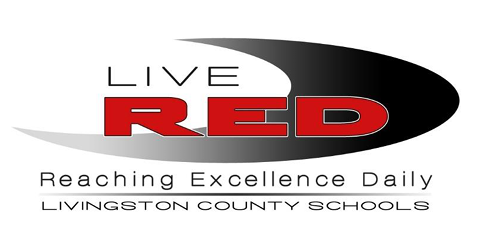 LIVE
RED
Reaching Excellence Daily
LIVINGSTON COUNTY SCHOOLS